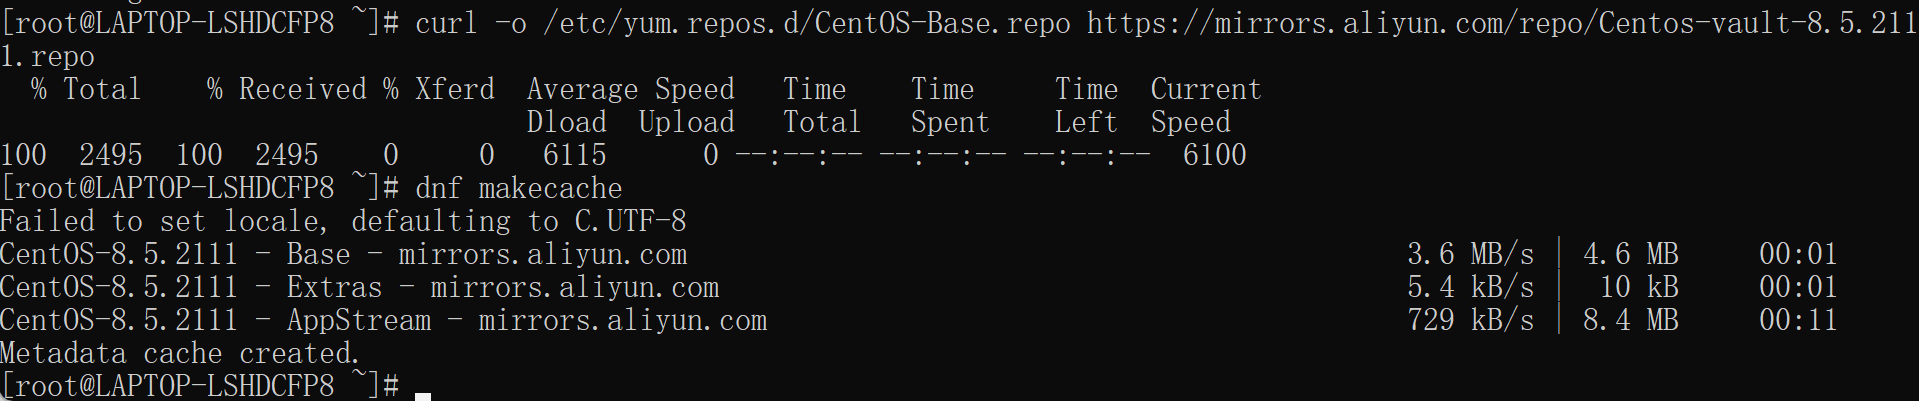 [root@LAPTOP-LSHDCFP8 ~]# curl -o /etc/yum.repos.d/CentOS-Base.repo https://mirrors.aliyun.com/repo/Centos-vault-8.5.211
1.repo
% Total % Received % Xferd Average Speed Time Time Time Current
Dload Upload Total Spent Left Speed
100 2495 100 2495 0 0 6115 0 --:--:-- --:--:-- --:--:-- 6100
[root@LAPTOP-LSHDCFP8 ~]# dnf makecache
Failed to set locale, defaulting to C.UTF-8
CentOS-8.5.2111 - Base - mirrors.aliyun.com 3.6 MB/s | 4.6 MB 00:01
CentOS-8.5.2111 - Extras - mirrors.aliyun.com 5.4 kB/s | 10 kB 00:01
CentOS-8.5.2111 - AppStream - mirrors.aliyun.com 729 kB/s | 8.4 MB 00:11
Metadata cache created.
[root@LAPTOP-LSHDCFP8 ~]#